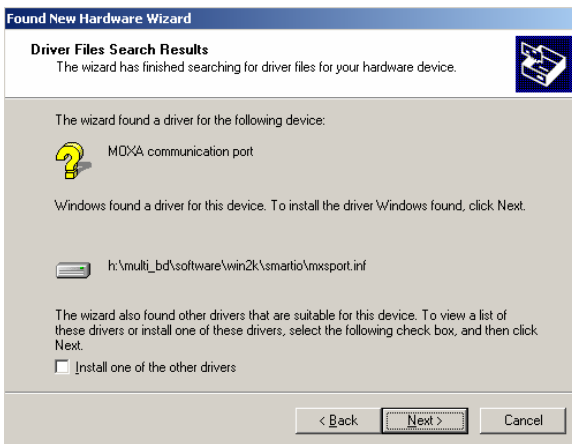 Found New Hardware Wizard
Driver Files Search Results
The wizard has finished searching for driver files for your hardware device.
The wizard found a driver for the following device:
MOXA communication port
Windows found a driver for this device. To install the driver Windows found, click Next.
h:\multi_bd\software\win2k\smartio\mxsport.inf
The wizard also found other drivers that are suitable for this device. To view a list of
these drivers or install one of these drivers, select the following check box, and then click
Next.
Install one of the other drivers
< Back Next > Cancel